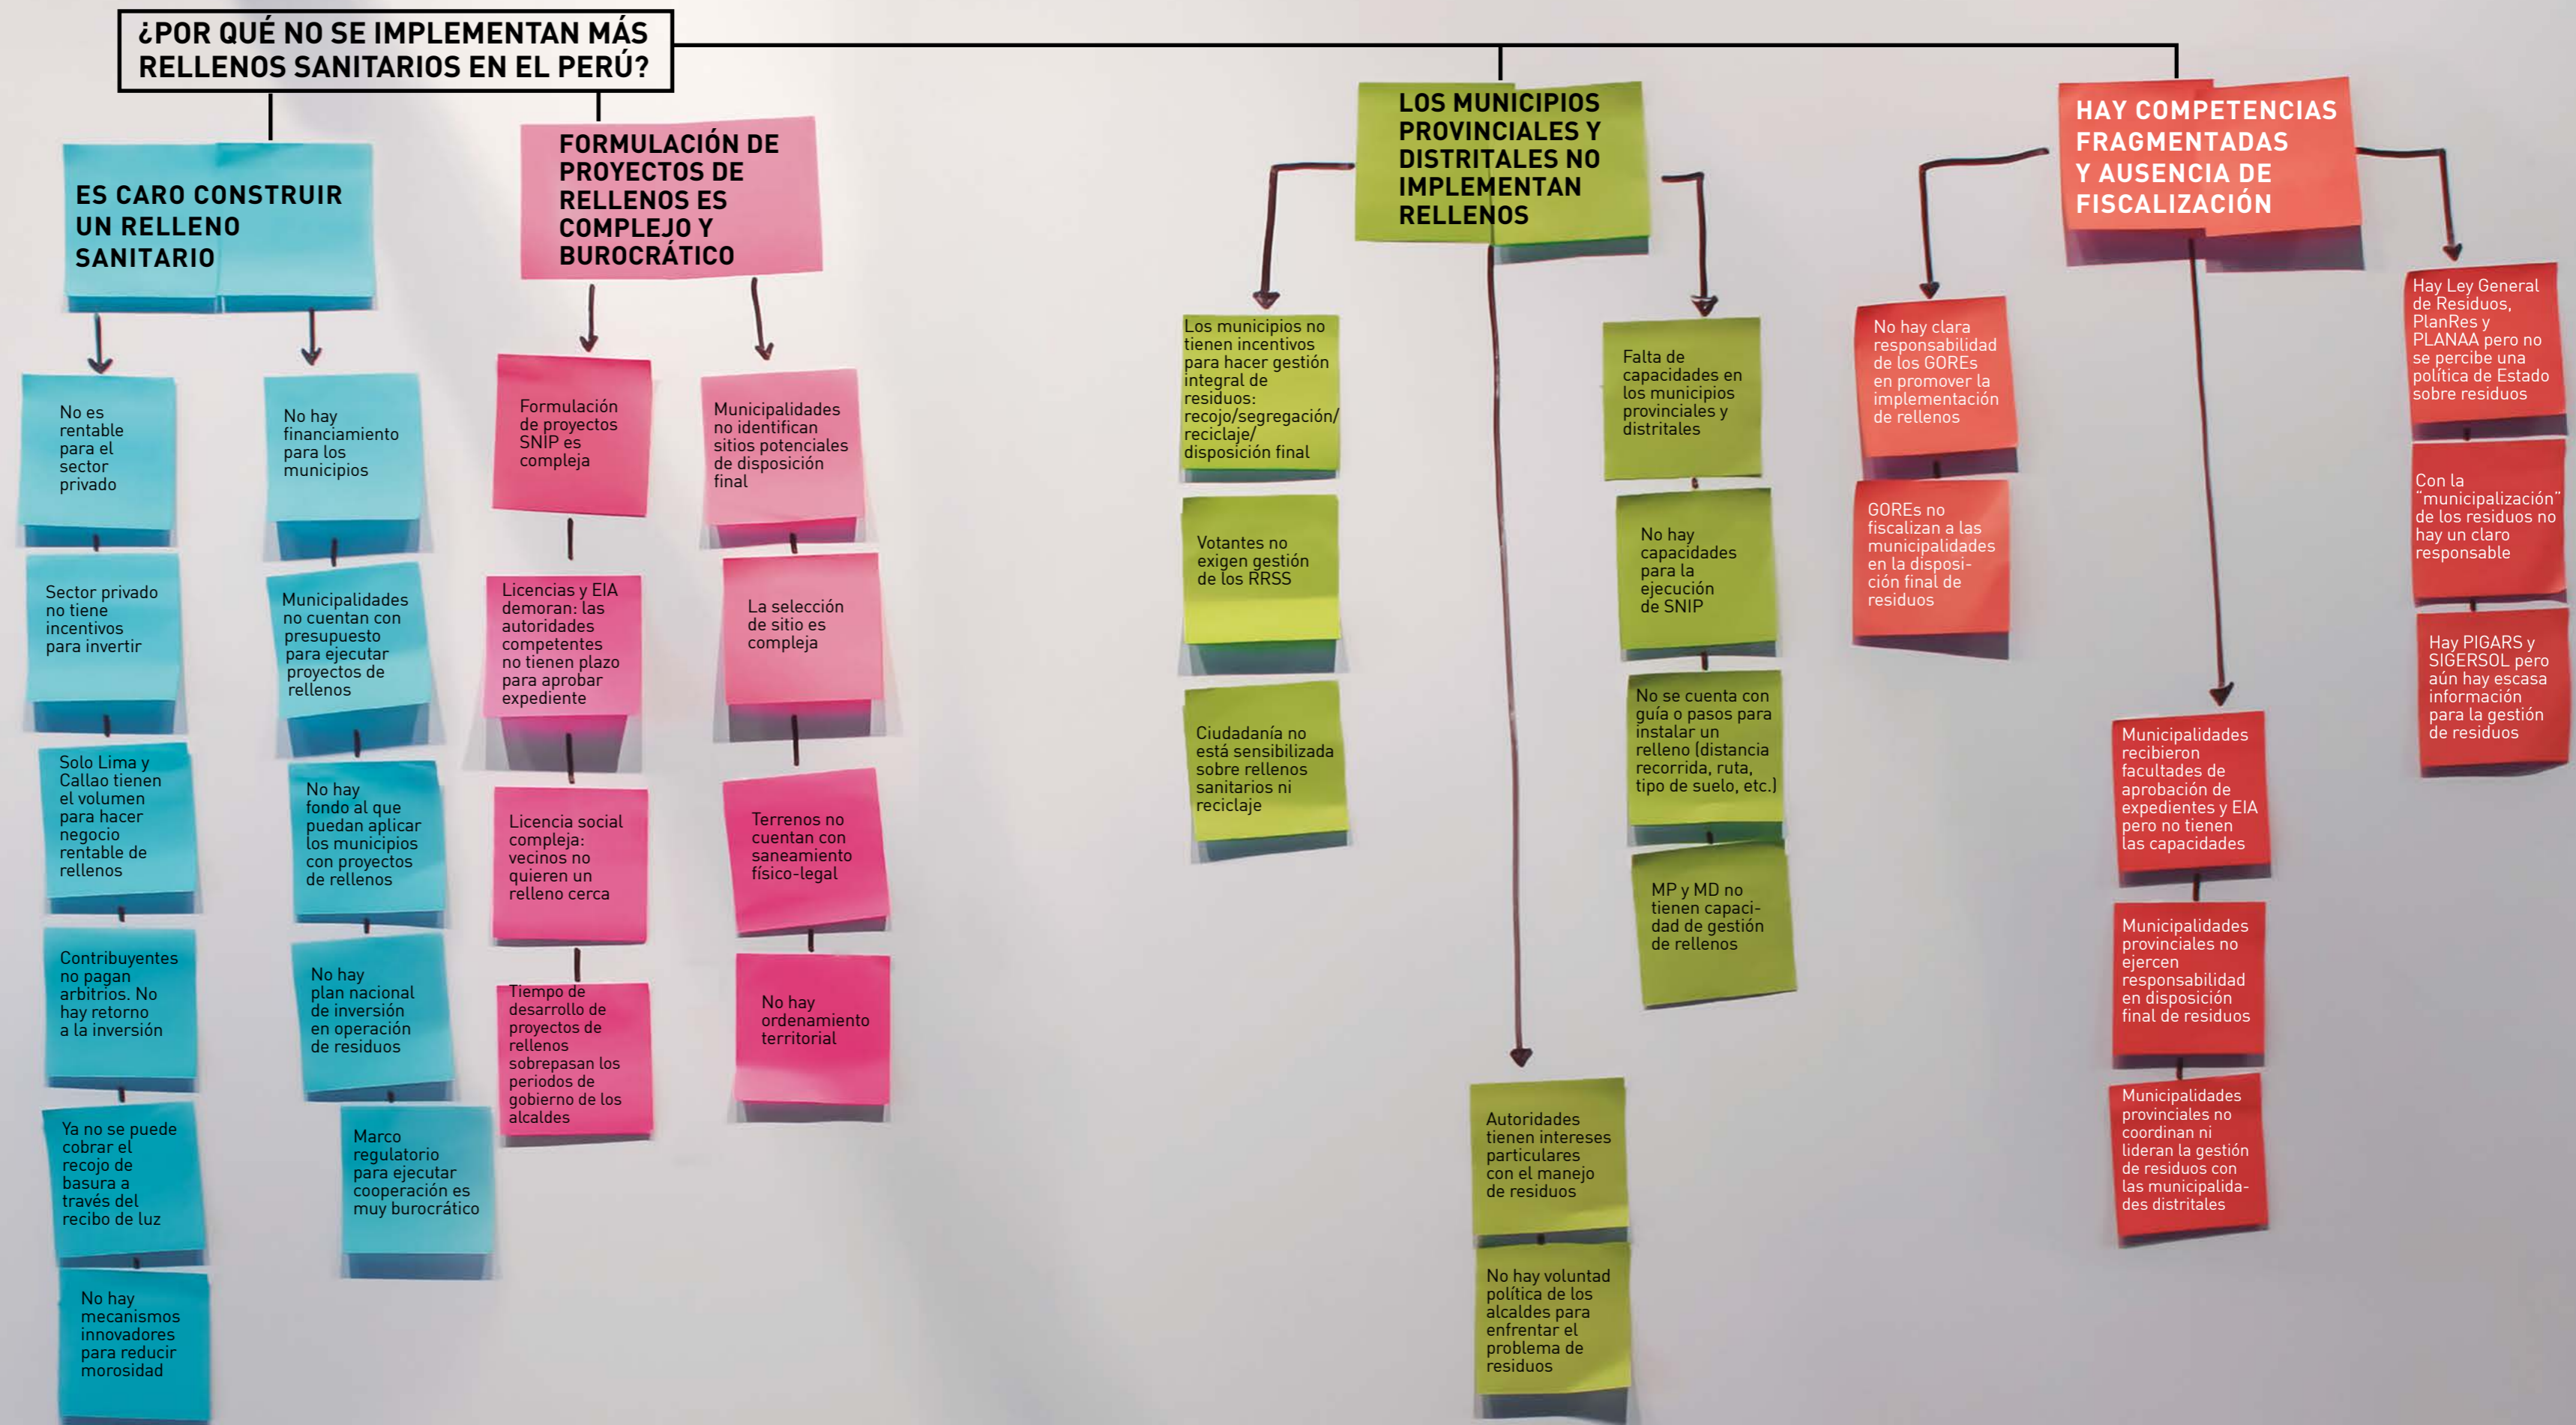 ¿POR QUÉ NO SE IMPLEMENTAN MÁS
RELLENOS SANITARIOS EN EL PERÚ?
ES CARO CONSTRUIR
UN RELLENO
SANITARIO
No es
rentable
para el
sector
privado
Sector privado
no tiene
incentivos
para invertir
Solo Lima y
Callao tienen
el volumen
para hacer
negocio
rentable de
rellenos
Contribuyentes
no pagan
arbitrios. No
hay retorno
a la inversión
Ya no se puede
cobrar el
recojo de
basura a
través del
recibo de luz
No hay
mecanismos
innovadores
para reducir
morosidad
No hay
financiamiento
para los
municipios
Municipalidades
no cuentan con
presupuesto
para ejecutar
proyectos de
rellenos
No hay
fondo al que
puedan aplicar
los municipios
con proyectos
de rellenos
No hay
plan nacional
de inversión
en operación
de residuos
Marco
regulatorio
para ejecutar
cooperación es
muy burocrático
FORMULACIÓN DE
PROYECTOS DE
RELLENOS ES
COMPLEJO Y
BUROCRÁTICO
Formulación
de proyectos
SNIP es
compleja
Licencias y EIA
demoran: las
autoridades
competentes
no tienen plazo
para aprobar
expediente
Licencia social
compleja:
vecinos no
quieren un
relleno cerca
Tiempo de
desarrollo de
proyectos de
rellenos
sobrepasan los
periodos de
gobierno de los
alcaldes
Municipalidades
no identifican
sitios potenciales
de disposición
final
La selección
de sitio es
compleja
Terrenos no
cuentan con
saneamiento
físico-legal
No hay
ordenamiento
territorial
LOS MUNICIPIOS
PROVINCIALES Y
DISTRITALES NO
IMPLEMENTAN
RELLENOS
Los municipios no
tienen incentivos
para hacer gestión
integral de
residuos:
recojo/segregación/
reciclaje/
disposición final
Votantes no
exigen gestión
de los RRSS
Ciudadanía no
está sensibilizada
sobre rellenos
sanitarios ni
reciclaje
Autoridades
tienen intereses
particulares
con el manejo
de residuos
No hay voluntad
política de los
alcaldes para
enfrentar el
problema de
residuos
Falta de
capacidades en
los municipios
provinciales y
distritales
No hay
capacidades
para la
ejecución
de SNIP
No se cuenta con
guía o pasos para
instalar un
relleno (distancia
recorrida, ruta,
tipo de suelo, etc.)
MP y MD no
tienen capaci-
dad de gestión
de rellenos
HAY COMPETENCIAS
FRAGMENTADAS
Y AUSENCIA DE
FISCALIZACIÓN
No hay clara
responsabilidad
de los GOREs
en promover la
implementación
de rellenos
GOREs no
fiscalizan a las
municipalidades
en la disposi-
ción final de
residuos
Municipalidades
recibieron
facultades de
aprobación de
expedientes y EIA
pero no tienen
las capacidades
Municipalidades
provinciales no
ejercen
responsabilidad
en disposición
final de residuos
Municipalidades
provinciales no
coordinan ni
lideran la gestión
de residuos con
las municipalida-
des distritales
Hay Ley General
de Residuos,
PlanRes y
PLANAA pero no
se percibe una
política de Estado
sobre residuos
Con la
"municipalización"
de los residuos no
hay un claro
responsable
Hay PIGARS y
SIGERSOL pero
aún hay escasa
información
para la gestión
de residuos